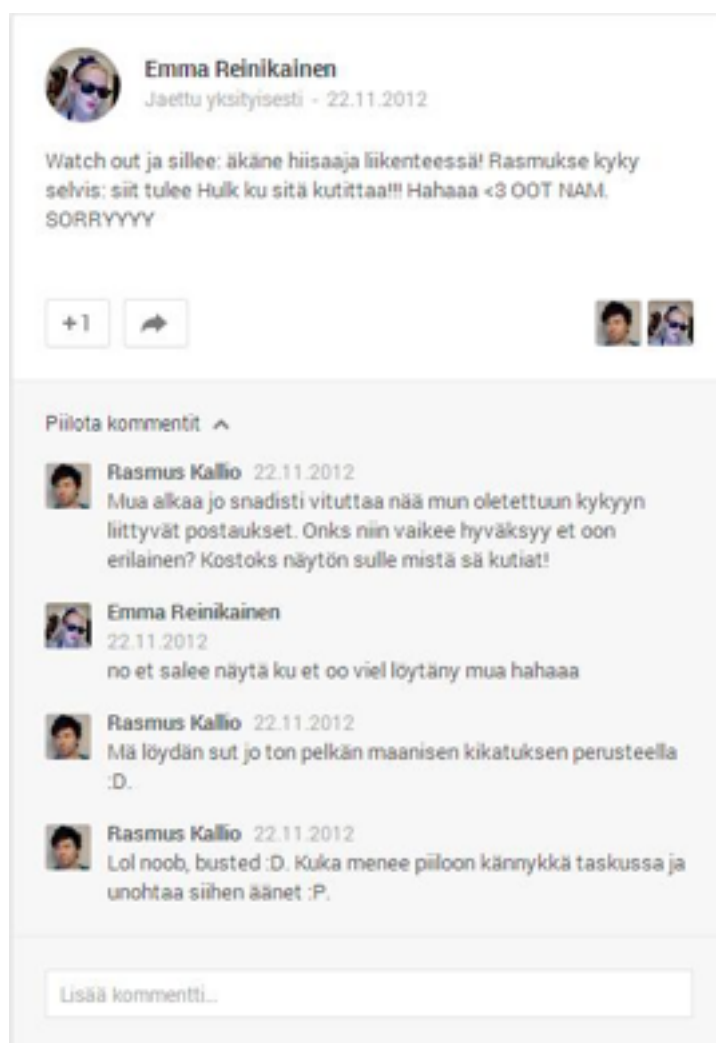 Emma Reinikainen
Jaettu yksityisesti - 22.11.2012
Watch out ja sillee: äkäne hiisaaja liikenteessä! Rasmukse kyky
selvis: siit tulee Hulk ku sitä kutittaa!!! Hahaaa <3 OOT NAM.
SORRYYYY
+1
Piilota kommentit
Rasmus Kallio 22.11.2012
Mua alkaa jo snadisti vituttaa nää mun oletettuun kykyyn
liittyvät postaukset. Onks niin vaikee hyväksyy et oon
erilainen? Kostoks näytön sulle mistä sä kutiat!
Emma Reinikainen
22.11.2012
no et salee näytä ku et oo viel löytäny mua hahaaa
Rasmus Kallio 22.11.2012
Mä löydän sut jo ton pelkän maanisen kikatuksen perusteella
:D.
Rasmus Kallio 22.11.2012
Lol noob, busted :D. Kuka menee piiloon kännykkä taskussa ja
unohtaa siihen äänet :P.
Lisää kommentti...